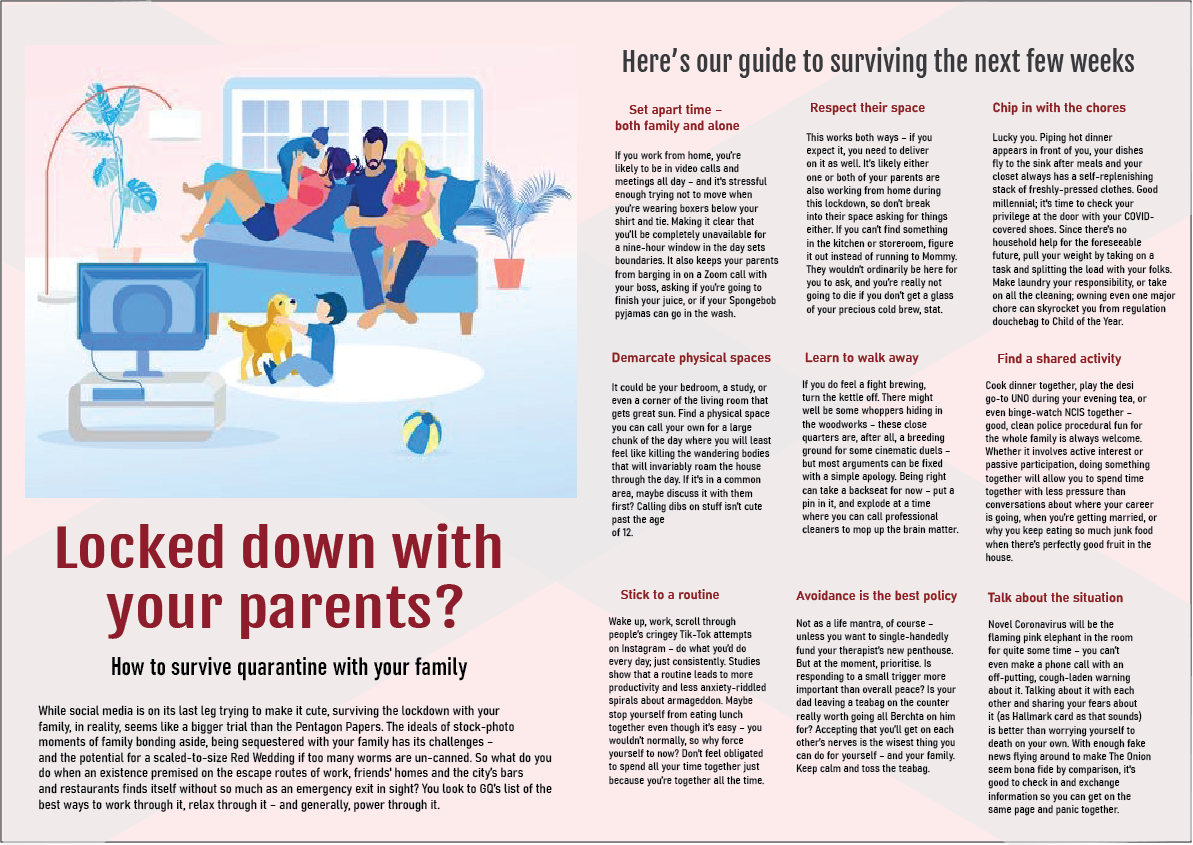 Locked down with
your parents?
How to survive quarantine with your family
While social media is on its last leg trying to make it cute, surviving the lockdown with your
family, in reality, seems like a bigger trial than the Pentagon Papers. The ideals of stock-photo
moments of family bonding aside, being sequestered with your family has its challenges –
and the potential for a scaled-to-size Red Wedding if too many worms are un-canned. So what do you
do when an existence premised on the escape routes of work, friends' homes and the city's bars
and restaurants finds itself without so much as an emergency exit in sight? You look to GQ's list of the
best ways to work through it, relax through it – and generally, power through it.
Here's our guide to surviving the next few weeks
Set apart time –
both family and alone
If you work from home, you're
likely to be in video calls and
meetings all day – and it's stressful
enough trying not to move when
you're wearing boxers below your
shirt and tie. Making it clear that
you'll be completely unavailable for
a nine-hour window in the day sets
boundaries. It also keeps your parents
from barging in on a Zoom call with
your boss, asking if you're going to
finish your juice, or if your Spongebob
pyjamas can go in the wash.
Respect their space
This works both ways – if you
expect it, you need to deliver
on it as well. It's likely either
one or both of your parents are
also working from home during
this lockdown, so don't break
into their space asking for things
either. If you can't find something
in the kitchen or storeroom, figure
it out instead of running to Mommy.
They wouldn't ordinarily be here for
you to ask, and you're really not
going to die if you don't get a glass
of your precious cold brew, stat.
Chip in with the chores
Lucky you. Piping hot dinner
appears in front of you, your dishes
fly to the sink after meals and your
closet always has a self-replenishing
stack of freshly-pressed clothes. Good
millennial; it's time to check your
privilege at the door with your COVID-
covered shoes. Since there's no
household help for the foreseeable
future, pull your weight by taking on a
task and splitting the load with your folks.
Make laundry your responsibility, or take
on all the cleaning; owning even one major
chore can skyrocket you from regulation
douchebag to Child of the Year.
Demarcate physical spaces
It could be your bedroom, a study, or
even a corner of the living room that
gets great sun. Find a physical space
you can call your own for a large
chunk of the day where you will least
feel like killing the wandering bodies
that will invariably roam the house
through the day. If it's in a common
area, maybe discuss it with them
first? Calling dibs on stuff isn't cute
past the age
of 12.
Learn to walk away
If you do feel a fight brewing,
turn the kettle off. There might
well be some whoppers hiding in
the woodworks – these close
quarters are, after all, a breeding
ground for some cinematic duels –
but most arguments can be fixed
with a simple apology. Being right
can take a backseat for now – put a
pin in it, and explode at a time
where you can call professional
cleaners to mop up the brain matter.
Find a shared activity
Cook dinner together, play the desi
go-to UNO during your evening tea, or
even binge-watch NCIS together –
good, clean police procedural fun for
the whole family is always welcome.
Whether it involves active interest or
passive participation, doing something
together will allow you to spend time
together with less pressure than
conversations about where your career
is going, when you're getting married, or
why you keep eating so much junk food
when there's perfectly good fruit in the
house.
Stick to a routine
Wake up, work, scroll through
people's cringey Tik-Tok attempts
on Instagram – do what you'd do
every day; just consistently. Studies
show that a routine leads to more
productivity and less anxiety-riddled
spirals about armageddon. Maybe
stop yourself from eating lunch
together even though it's easy – you
wouldn't normally, so why force
yourself to now? Don't feel obligated
to spend all your time together just
because you're together all the time.
Avoidance is the best policy
Not as a life mantra, of course –
unless you want to single-handedly
fund your therapist's new penthouse.
But at the moment, prioritise. Is
responding to a small trigger more
important than overall peace? Is your
dad leaving a teabag on the counter
really worth going all Berchta on him
for? Accepting that you'll get on each
other's nerves is the wisest thing you
can do for yourself – and your family.
Keep calm and toss the teabag.
Talk about the situation
Novel Coronavirus will be the
flaming pink elephant in the room
for quite some time – you can't
even make a phone call with an
off-putting, cough-laden warning
about it. Talking about it with each
other and sharing your fears about
it (as Hallmark card as that sounds)
is better than worrying yourself to
death on your own. With enough fake
news flying around to make The Onion
seem bona fide by comparison, it's
good to check in and exchange
information so you can get on the
same page and panic together.